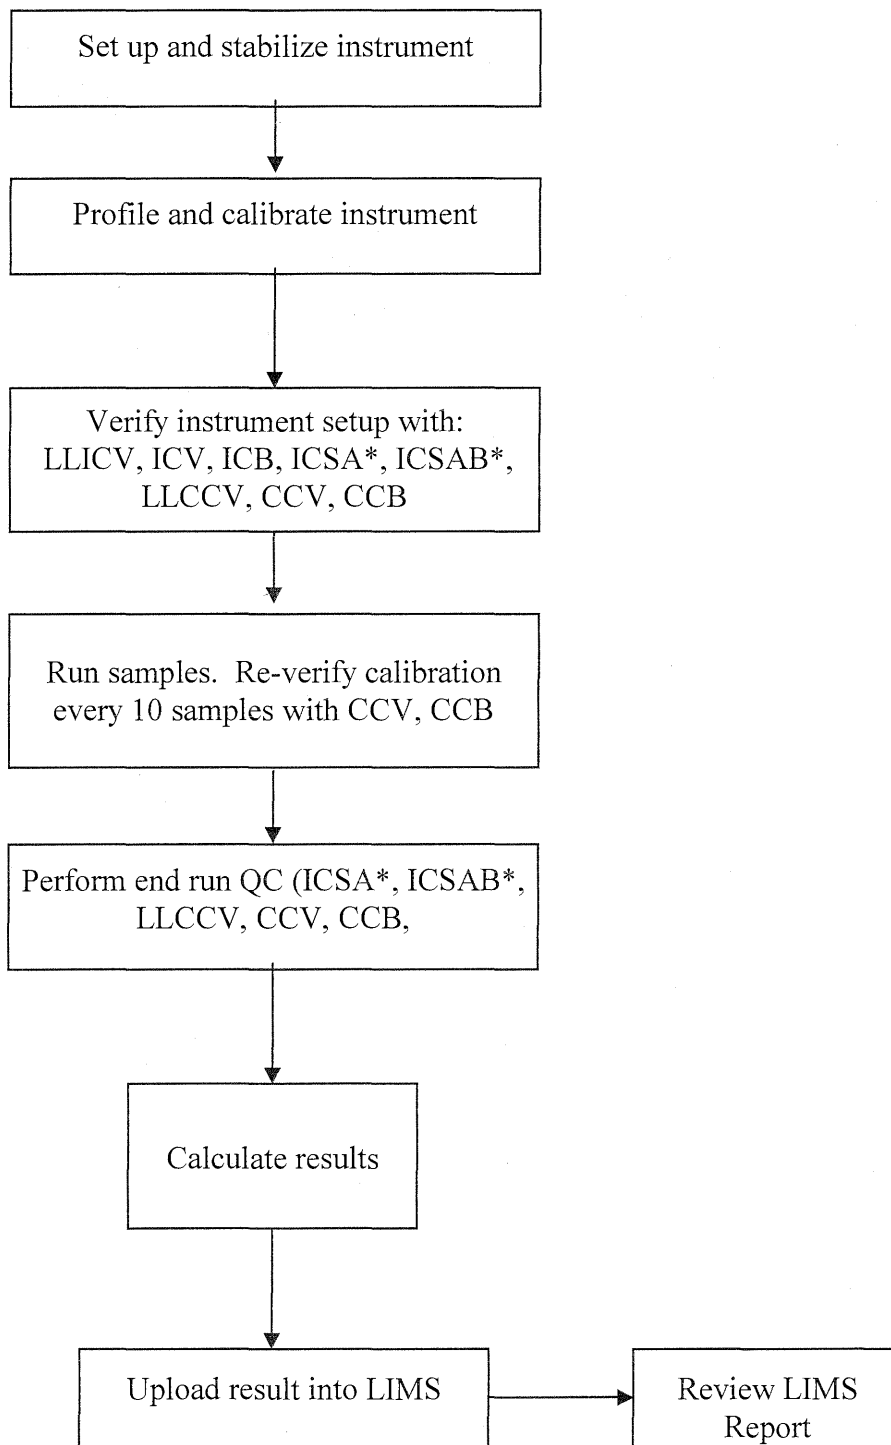 Set up and stabilize instrument
Profile and calibrate instrument
Verify instrument setup with:
LLICV, ICV, ICB, ICSA*, ICSAB*,
LLCCV, CCV, CCB
Run samples. Re-verify calibration
every 10 samples with CCV, CCB
Perform end run QC (ICSA*, ICSAB*,
LLCCV, CCV, CCB,
Calculate results
Upload result into LIMS
Review LIMS
Report